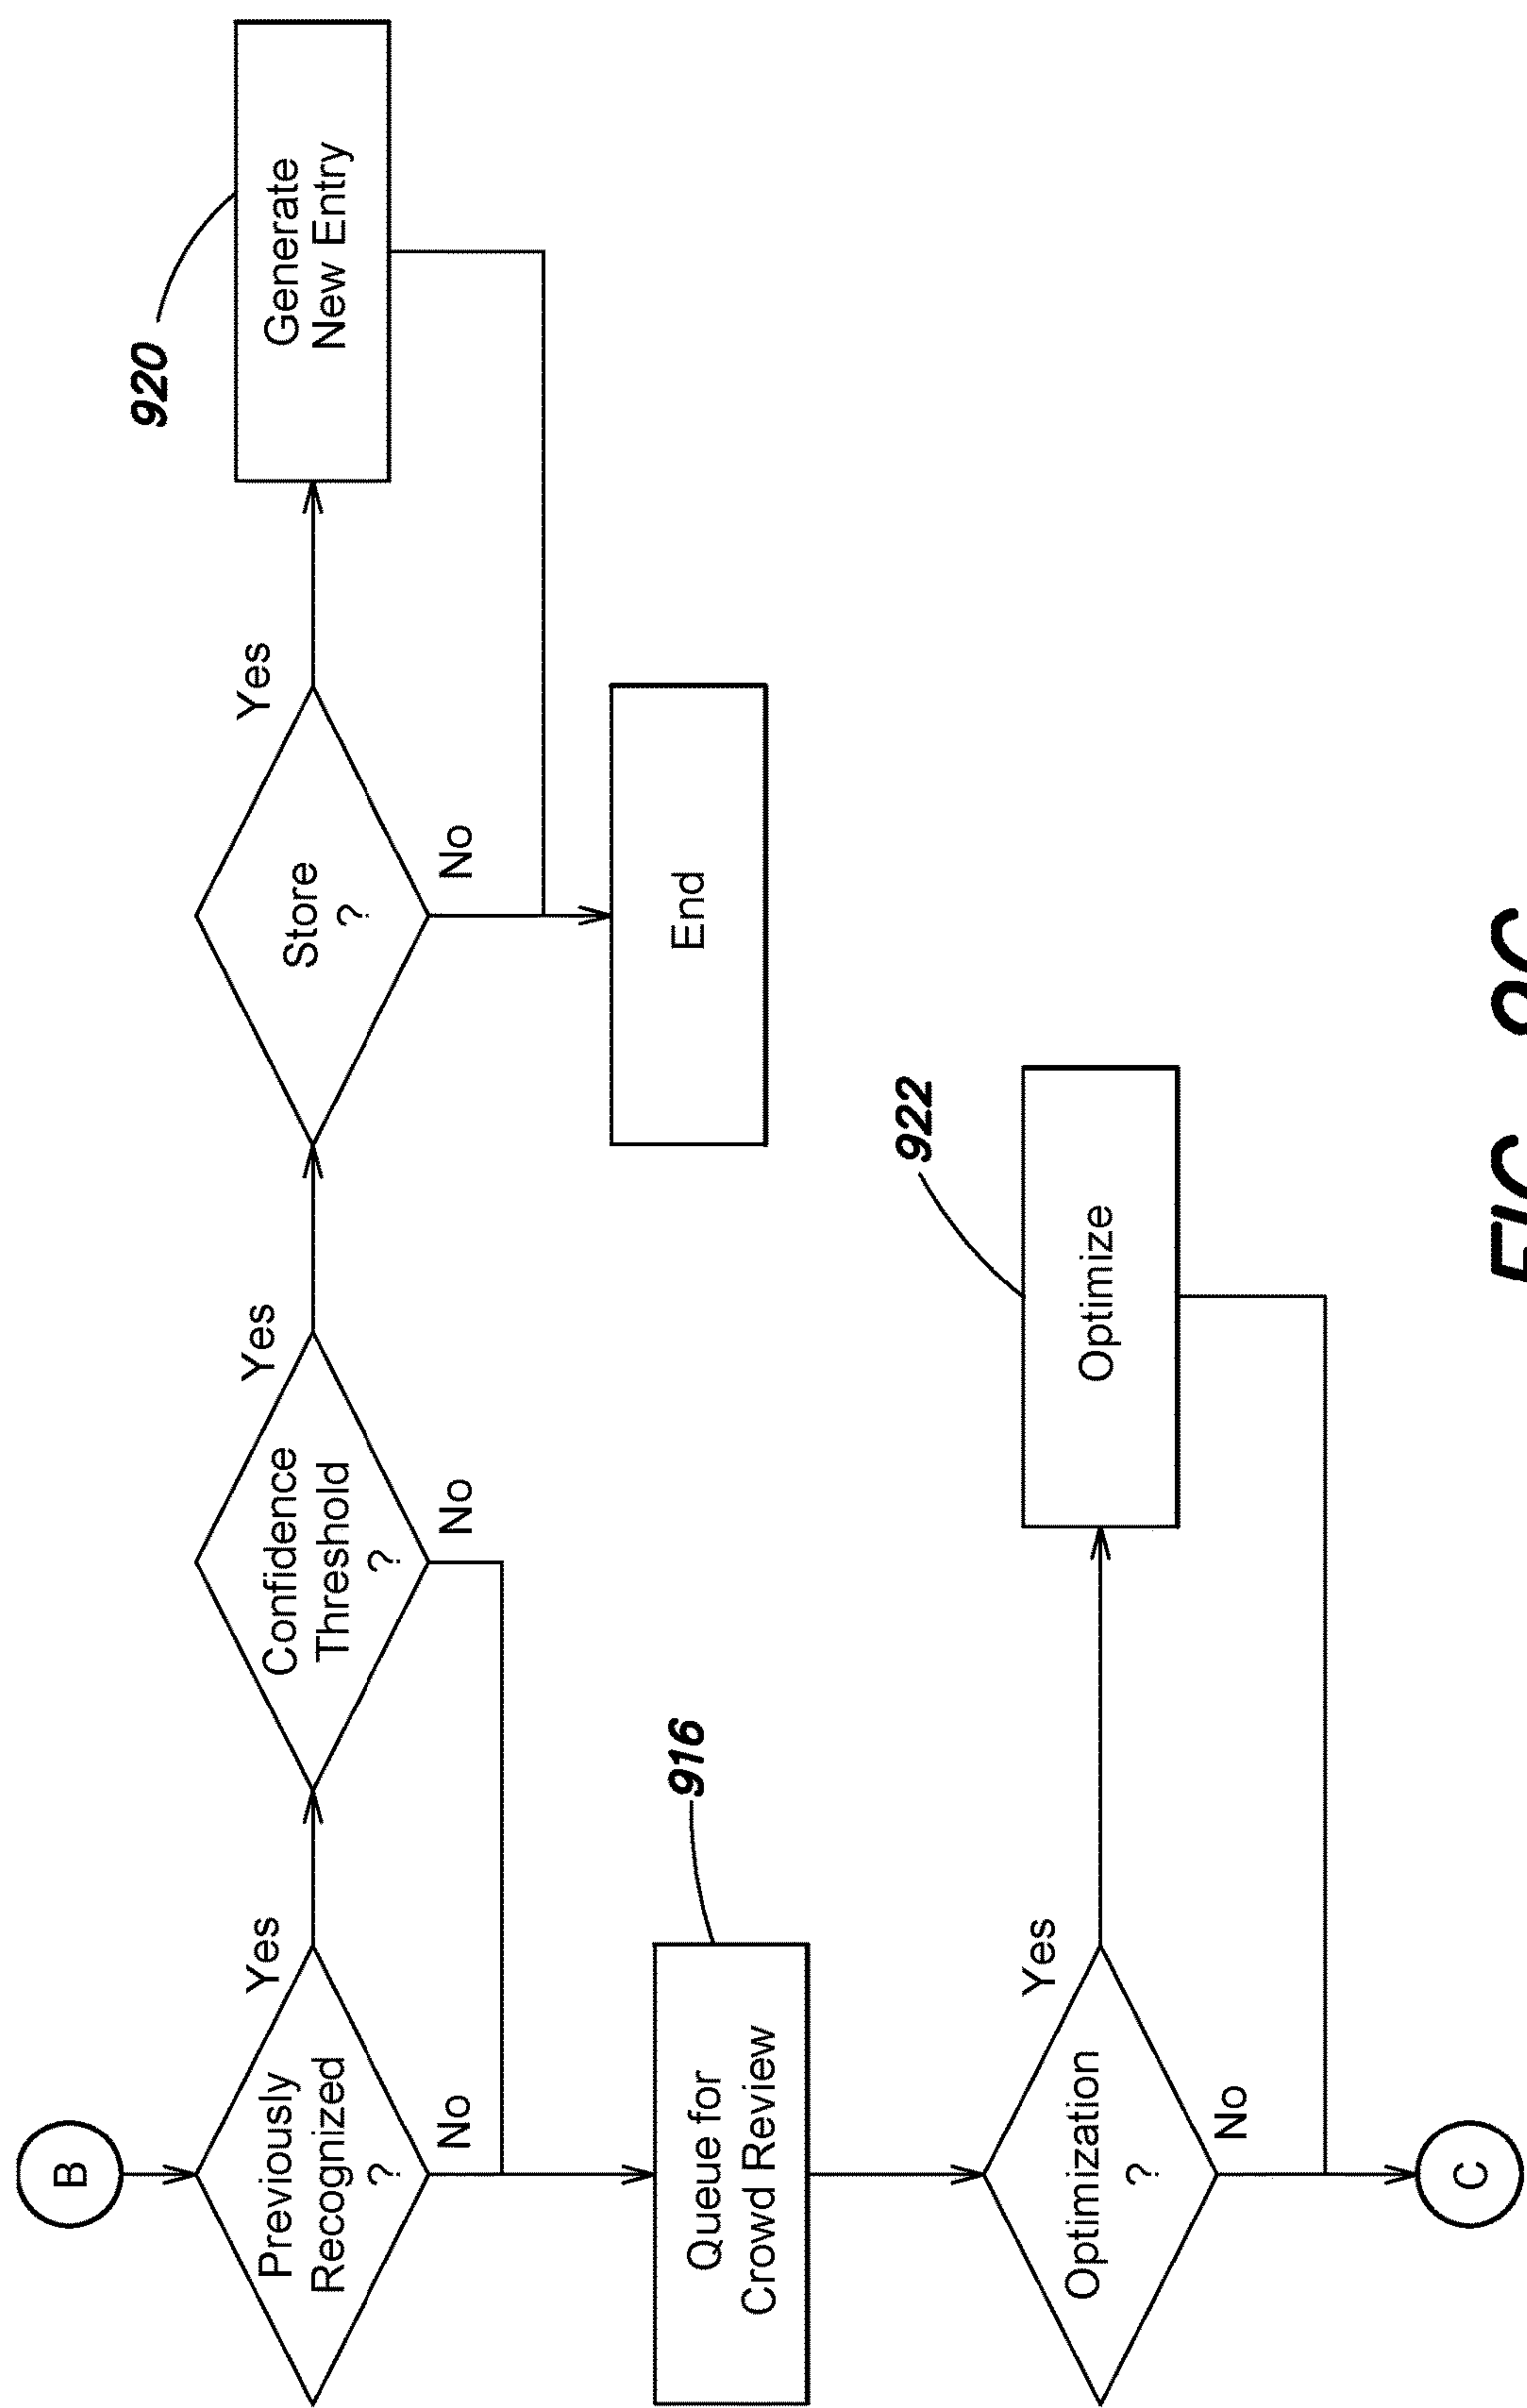 B
Previously
Recognized
?
Yes
No
Confidence
Threshold
?
Yes
No
Store
?
Yes
No
920
Generate
New Entry
End
916
Queue for
Crowd Review
Optimization
?
Yes
No
922
Optimize
C